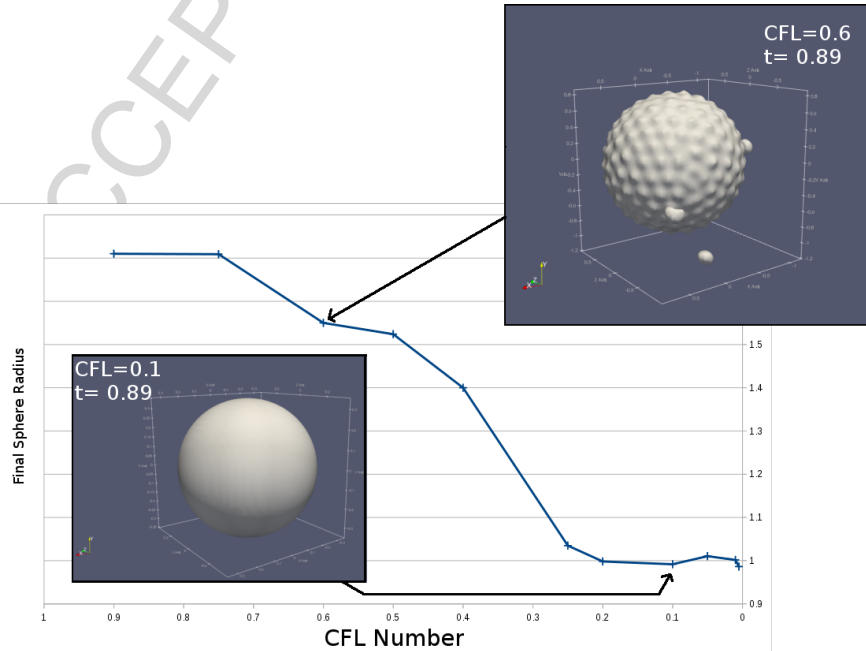 CCEP
CFL=0.6
t= 0.89
CFL=0.1
t= 0.89
Final Sphere Radius
1.5
1.4
1.3
1.2
1.1
1
0.9
1 0.9 0.8 0.7 0.6 0.5 0.4 0.3 0.2 0.1 0
CFL Number